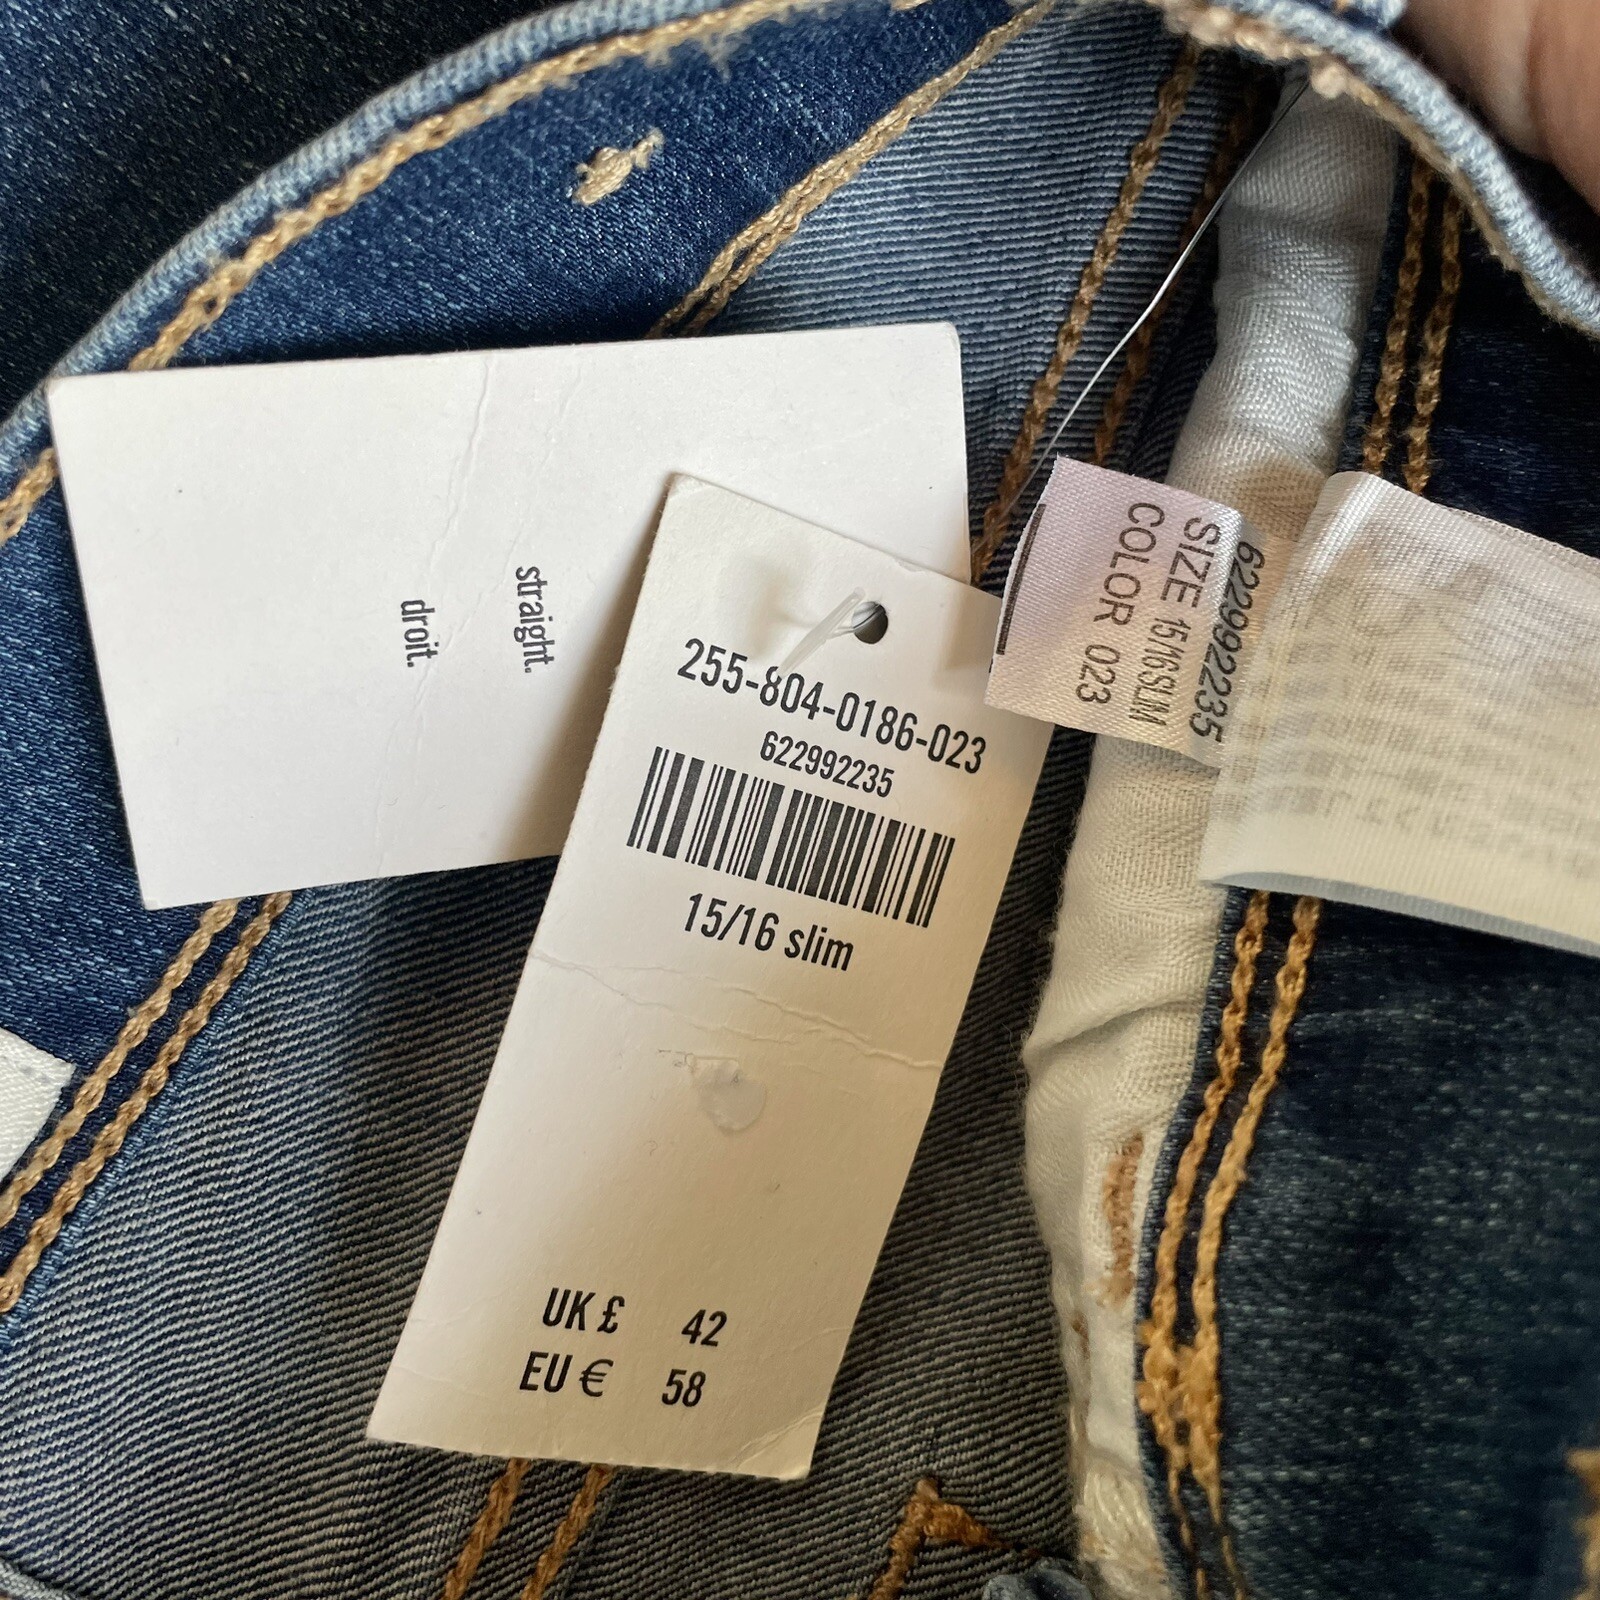 straight.
droit.
255-804-0186-023
622992235
15/16 slim
UK £ 42
EU € 58
622992235
SIZE 15/16SLIM
COLOR 023